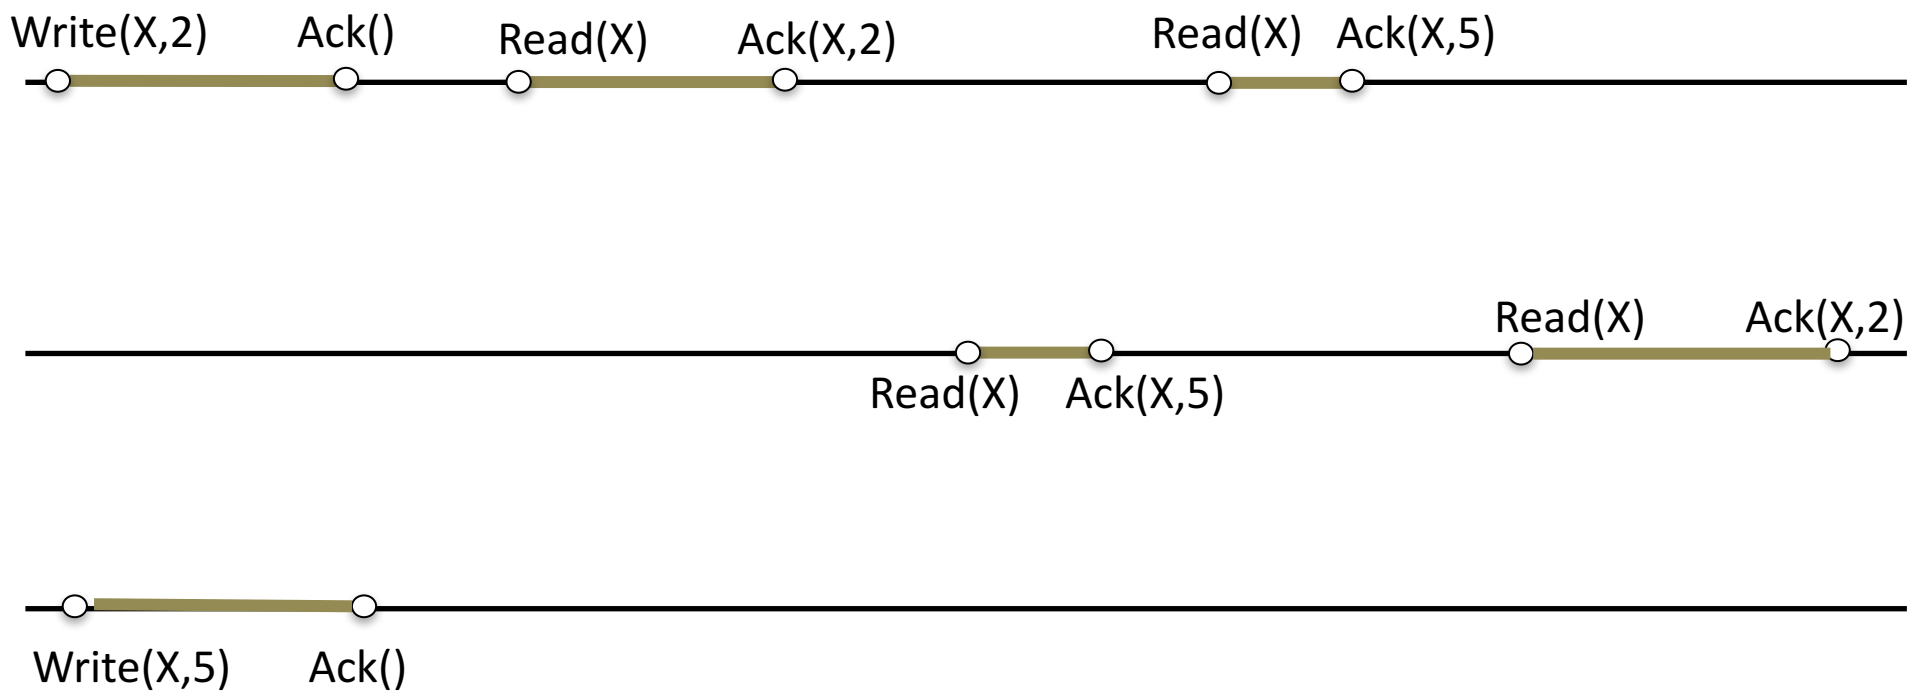 Write(X,2) Ack() Read(X) Ack(X,2) Read(X) Ack(X,5)
Read(X) Ack(X,2)
Read(X) Ack(X,5)
Write(X,5) Ack()